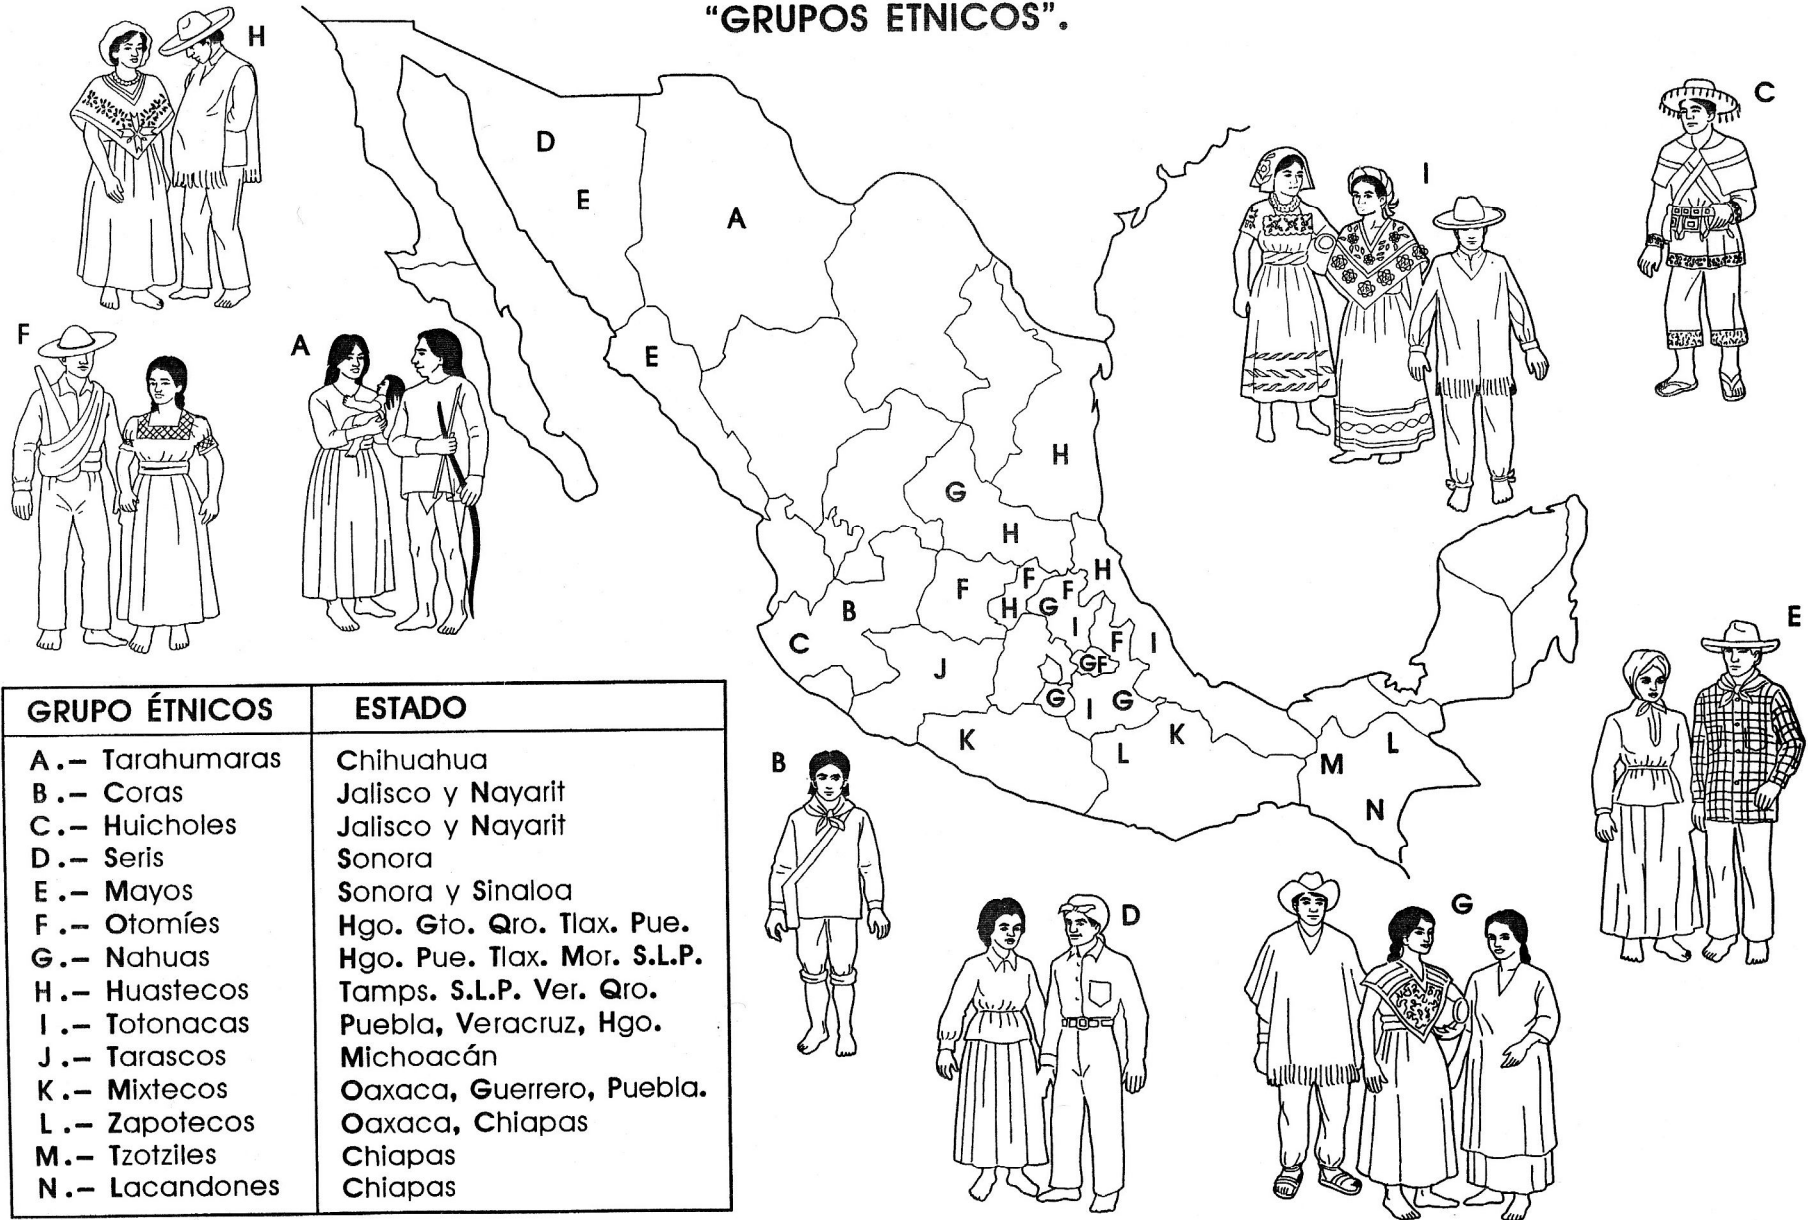 “GRUPOS ETNICOS”.
H
C
I
D
E
A
F
A
E
H
G
H
H
F
F
F
H
G
B
I
F
I
C
GF
J
E
G
I
G
K
K
L
L
M
N
B
D
G
GRUPO ÉTNICOS ESTADO
A.– Tarahumaras Chihuahua
B.– Coras Jalisco y Nayarit
C.– Huicholes Jalisco y Nayarit
D.– Seris Sonora
E.– Mayos Sonora y Sinaloa
F.– Otomíes Hgo. Gto. Qro. Tlax. Pue.
G.– Nahuas Hgo. Pue. Tlax. Mor. S.L.P.
H.– Huastecos Tamps. S.L.P. Ver. Qro.
I.– Totonacas Puebla, Veracruz, Hgo.
J.– Tarascos Michoacán
K.– Mixtecos Oaxaca, Guerrero, Puebla.
L.– Zapotecos Oaxaca, Chiapas
M.– Tzotziles Chiapas
N.– Lacandones Chiapas